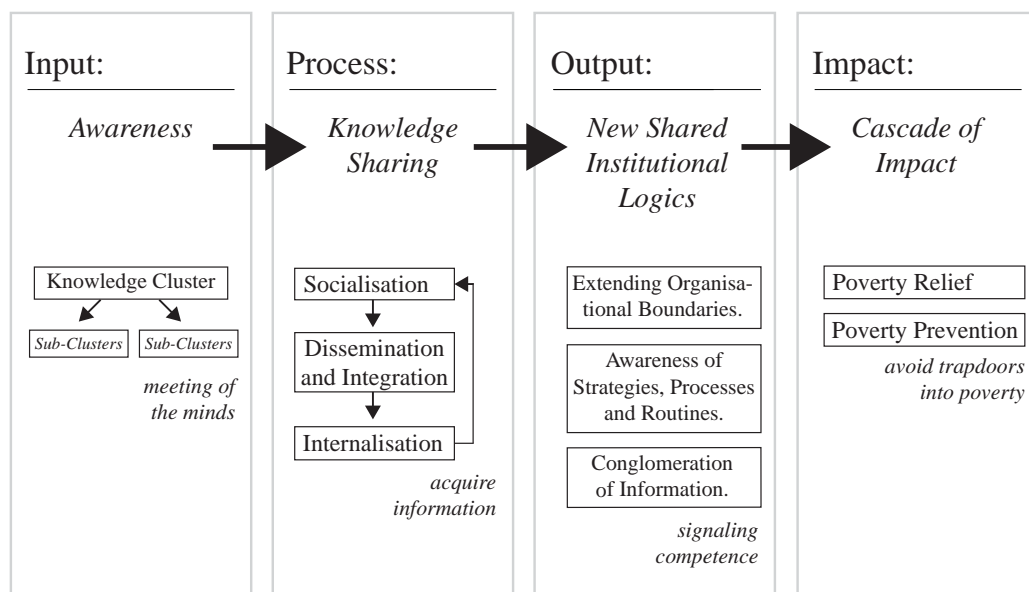 Input:
Awareness
Knowledge Cluster
Sub-Clusters
Sub-Clusters
meeting of
the minds
Process:
Knowledge
Sharing
Socialisation
Dissemination
and Integration
Internalisation
acquire
information
Output:
New Shared
Institutional
Logics
Extending Organisa-
tional Boundaries.
Awareness of
Strategies, Processes
and Routines.
Conglomeration
of Information.
signaling
competence
Impact:
Cascade of
Impact
Poverty Relief
Poverty Prevention
avoid trapdoors
into poverty